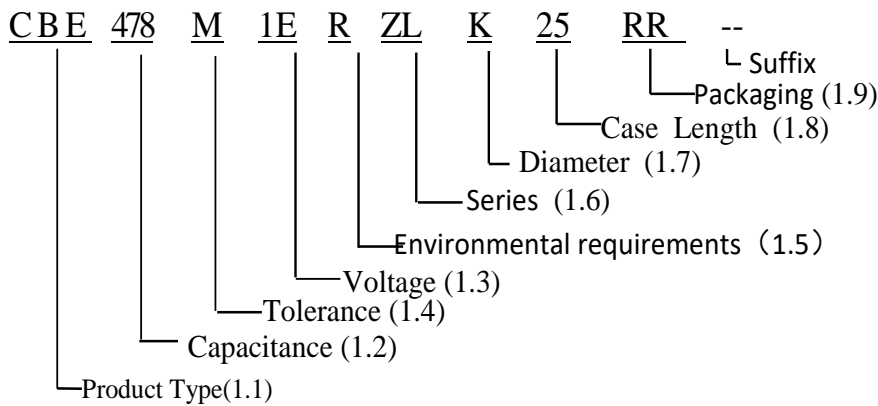 CBE 478 M 1E R ZL K 25 RR --
Suffix
Packaging (1.9)
Case Length (1.8)
Diameter (1.7)
Series (1.6)
Environmental requirements（1.5）
Voltage (1.3)
Tolerance (1.4)
Capacitance (1.2)
Product Type(1.1)